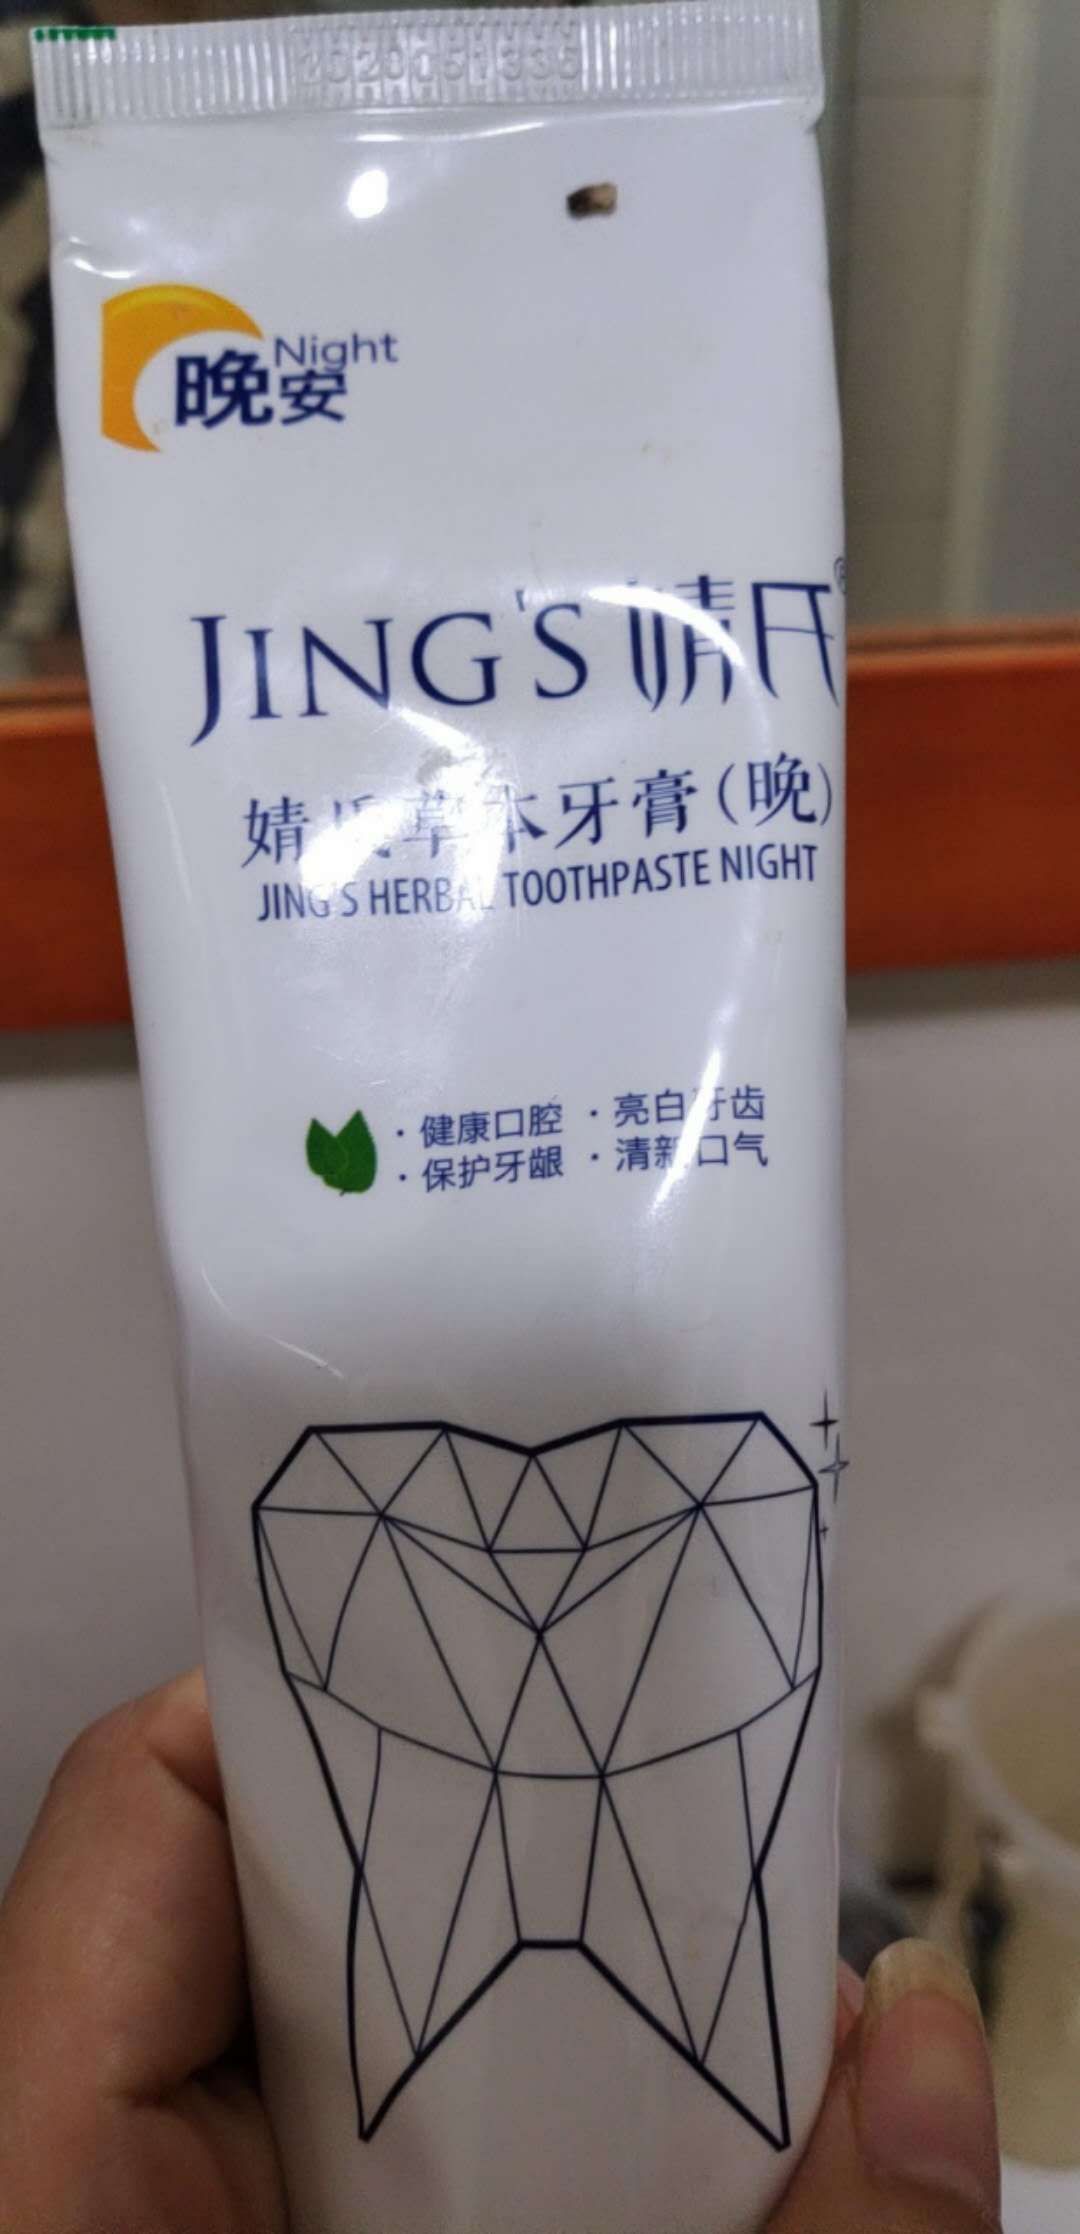 2020051335
Night
晚安
JING'S 婧氏®
婧氏草本牙膏(晚)
JING'S HERBAL TOOTHPASTE NIGHT
·健康口腔 ·亮白牙齿
·保护牙龈 ·清新口气